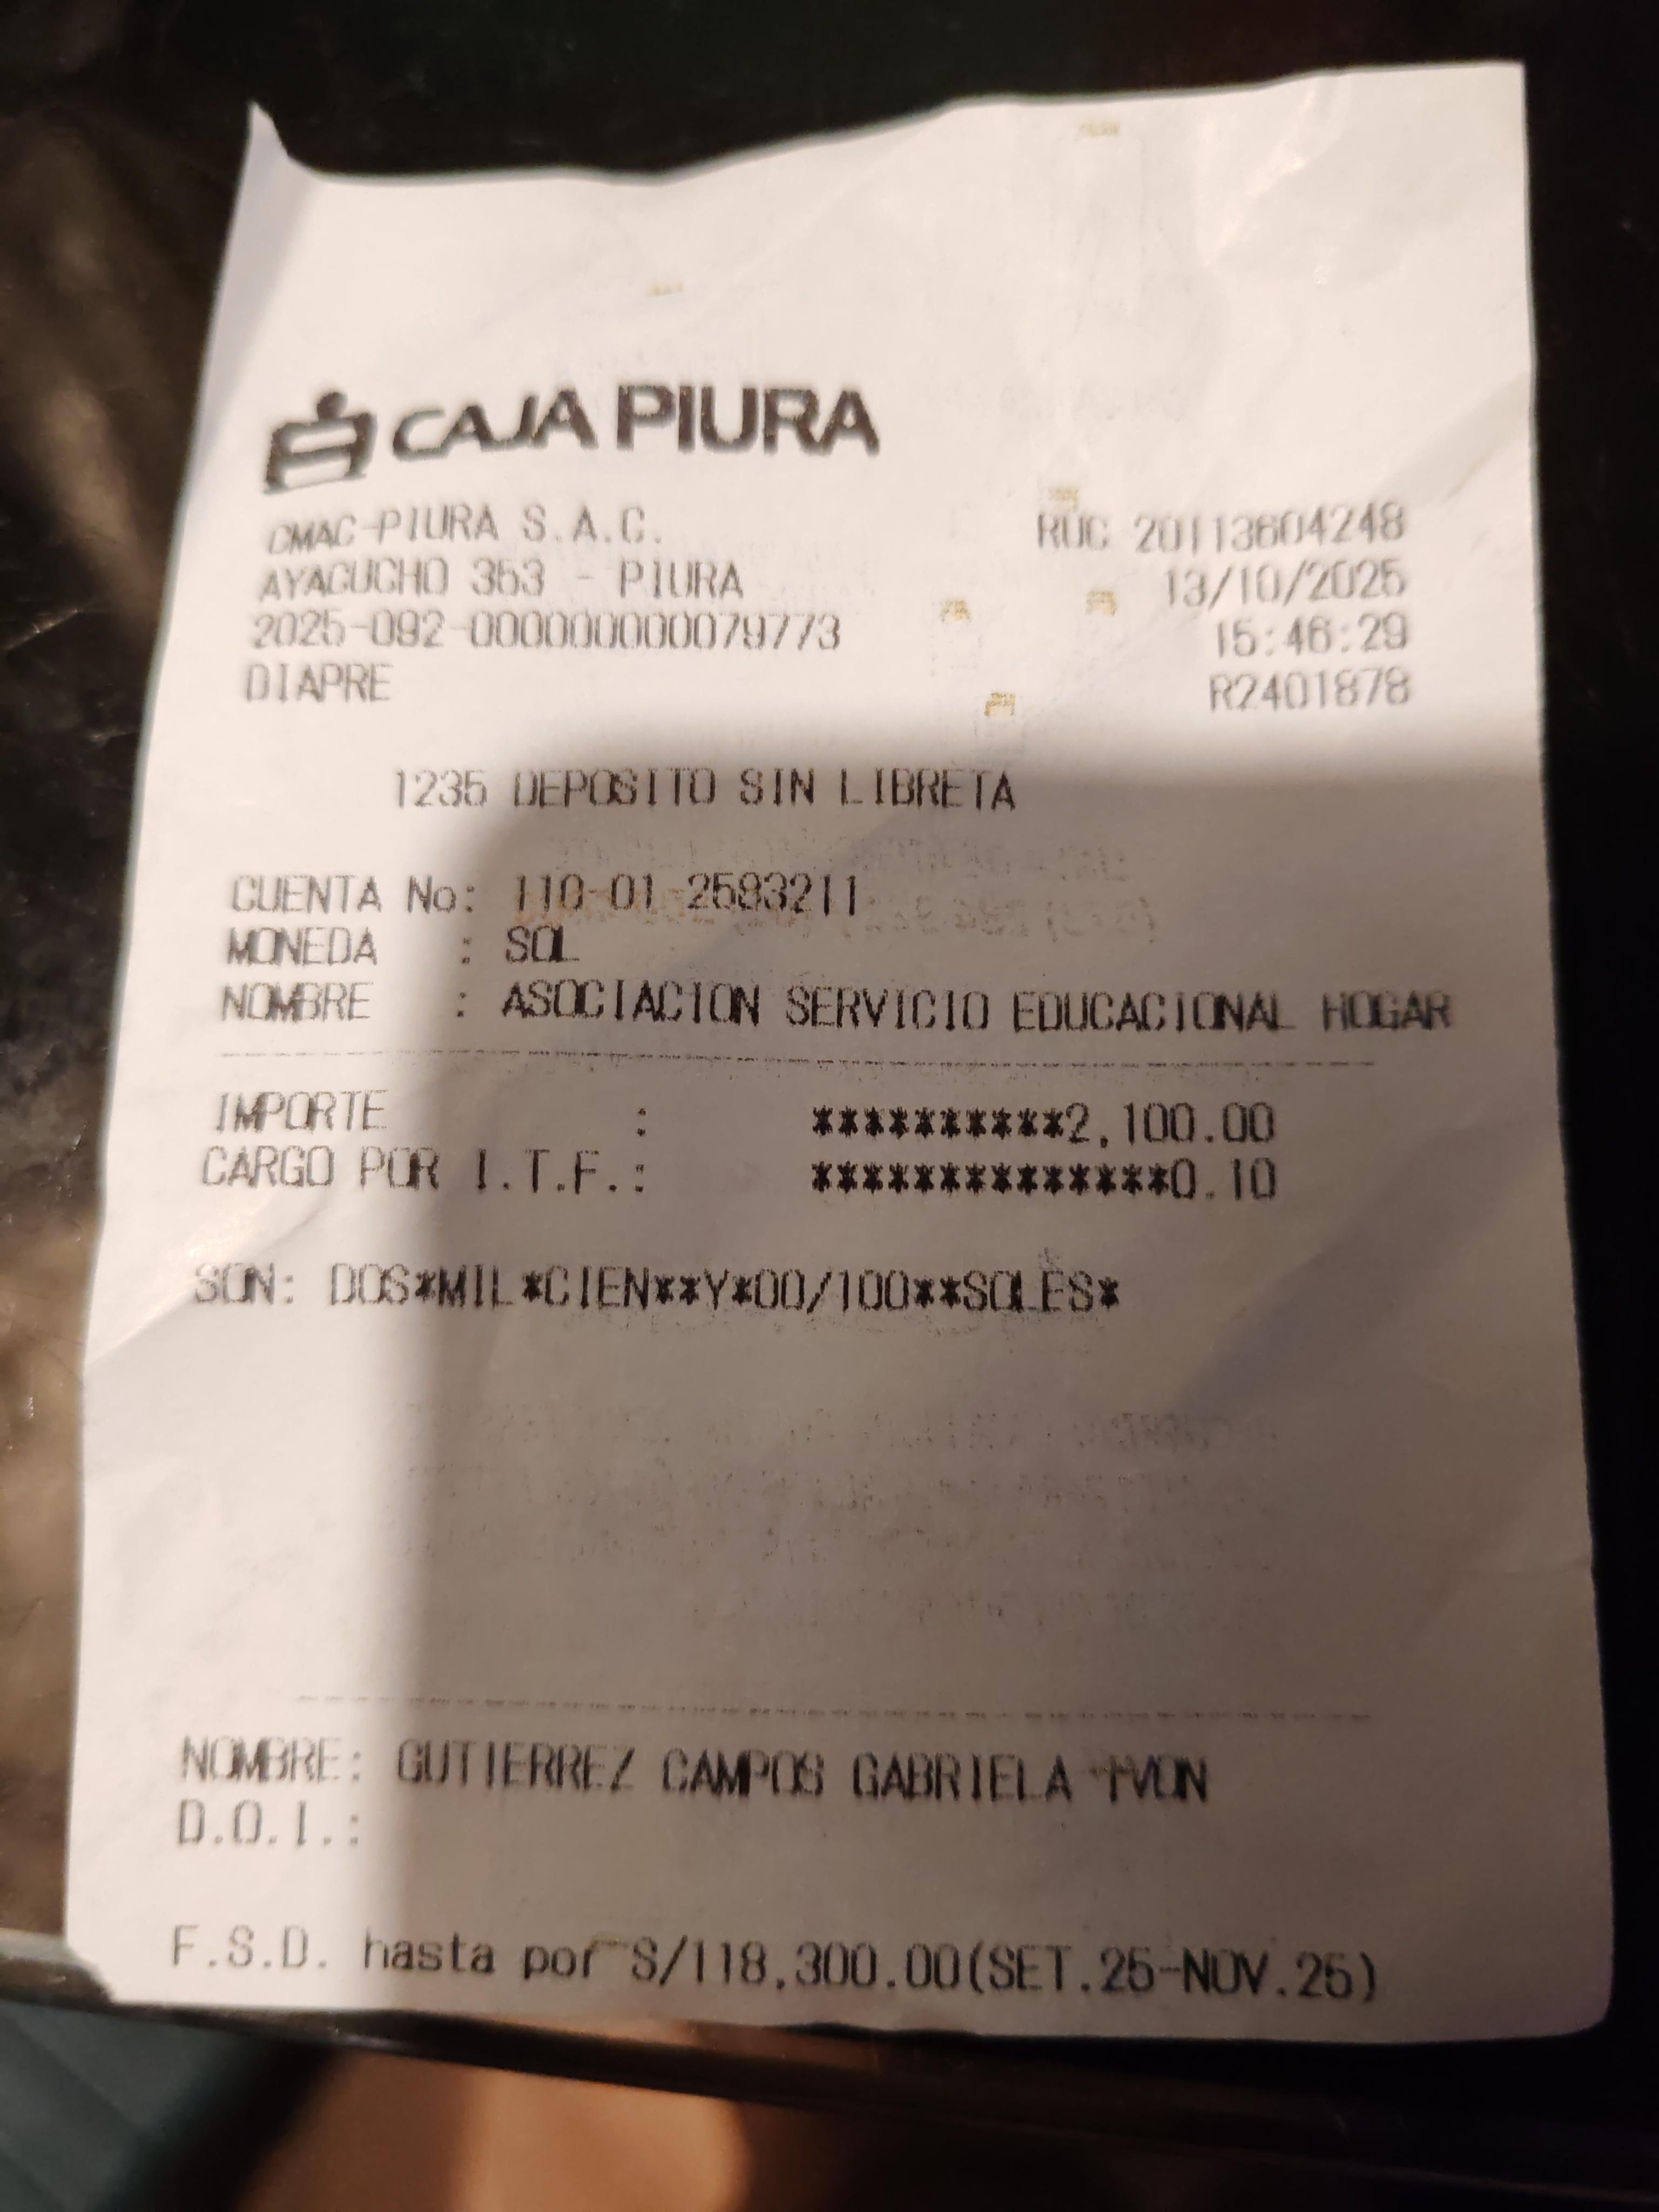 CAJA PIURA
CMAC-PIURA S.A.C. RUC 20113604248
AYACUCHO 353 - PIURA 13/10/2025
2025-092-000000000079773 15:46:29
DIAPRE R2401878
1235 DEPOSITO SIN LIBRETA
CUENTA No: 110-01-2583211
MONEDA : SOL
NOMBRE : ASOCIACION SERVICIO EDUCACIONAL HOGAR
IMPORTE : **********2,100.00
CARGO POR I.T.F.: **************0.10
SON: DOS*MIL*CIEN**Y*00/100**SOLES*
NOMBRE: GUTIERREZ CAMPOS GABRIELA IVON
D.O.I.:
F.S.D. hasta por S/118,300.00(SET.25-NOV.25)